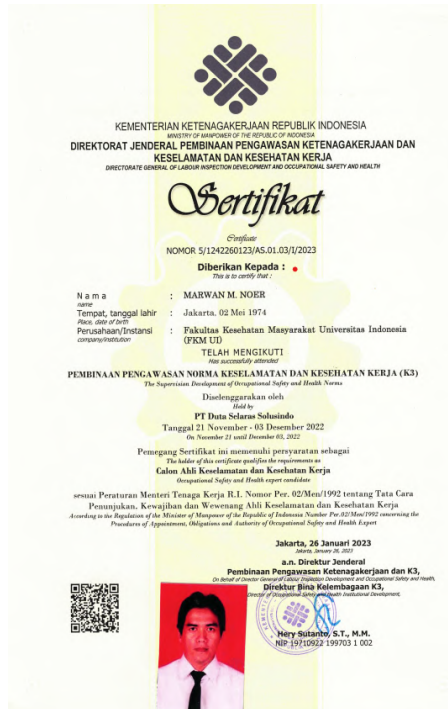 KEMENTERIAN KETENAGAKERJAAN REPUBLIK INDONESIA
MINISTRY OF MANPOWER OF THE REPUBLIC OF INDONESIA
DIREKTORAT JENDERAL PEMBINAAN PENGAWASAN KETENAGAKERJAAN DAN
KESELAMATAN DAN KESEHATAN KERJA
DIRECTORATE GENERAL OF LABOUR INSPECTION DEVELOPMENT AND OCCUPATIONAL SAFETY AND HEALTH
Sertifikat
Certificate
NOMOR 5/1242260123/AS.01.03/I/2023
Diberikan Kepada :
This is to certify that :
N a m a : MARWAN M. NOER
name
Tempat, tanggal lahir : Jakarta. 02 Mei 1974
Place, date of birth
Perusahaan/Instansi : Fakultas Kesehatan Masyarakat Universitas Indonesia
company/institution (FKM UI)
TELAH MENGIKUTI
Has successfully attended
PEMBINAAN PENGAWASAN NORMA KESELAMATAN DAN KESEHATAN KERJA (K3)
The Supervision Development of Occupational Safety and Health Norms
Diselenggarakan oleh
Held by
PT Duta Selaras Solusindo
Tanggal 21 November - 03 Desember 2022
On November 21 until December 03, 2022
Pemegang Sertifikat ini memenuhi persyaratan sebagai
The holder of this certificate qualifies the requirements as
Calon Ahli Keselamatan dan Kesehatan Kerja
Occupational Safety and Health expert candidate
sesuai Peraturan Menteri Tenaga Kerja R.I. Nomor Per. 02/Men/1992 tentang Tata Cara
Penunjukan, Kewajiban dan Wewenang Ahli Keselamatan dan Kesehatan Kerja
According to the Regulation of the Minister of Manpower of the Republic of Indonesia Number Per.02/Men/1992 concerning the
Procedures of Appointment, Obligations and Authority of Occupational Safety and Health Expert
Jakarta, 26 Januari 2023
Jakarta, January 26, 2023
a.n. Direktur Jenderal
Pembinaan Pengawasan Ketenagakerjaan dan K3,
On Behalf of Director General of Labour Inspection Development and Occupational Safety and Health,
Direktur Bina Kelembagaan K3,
Director of Occupational Safety and Health Institutional Development,
Hery Sutanto, S.T., M.M.
NIP 19710922 199703 1 002